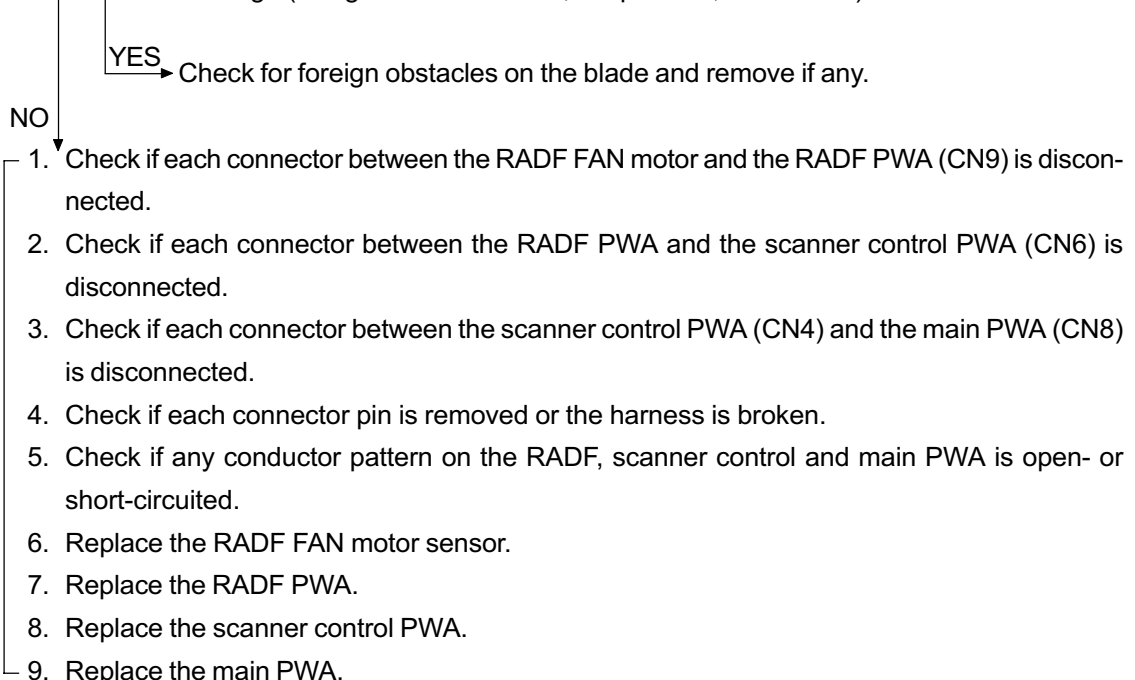 YES
Check for foreign obstacles on the blade and remove if any.
NO
1. Check if each connector between the RADF FAN motor and the RADF PWA (CN9) is discon-
nected.
2. Check if each connector between the RADF PWA and the scanner control PWA (CN6) is
disconnected.
3. Check if each connector between the scanner control PWA (CN4) and the main PWA (CN8)
is disconnected.
4. Check if each connector pin is removed or the harness is broken.
5. Check if any conductor pattern on the RADF, scanner control and main PWA is open- or
short-circuited.
6. Replace the RADF FAN motor sensor.
7. Replace the RADF PWA.
8. Replace the scanner control PWA.
9. Replace the main PWA.